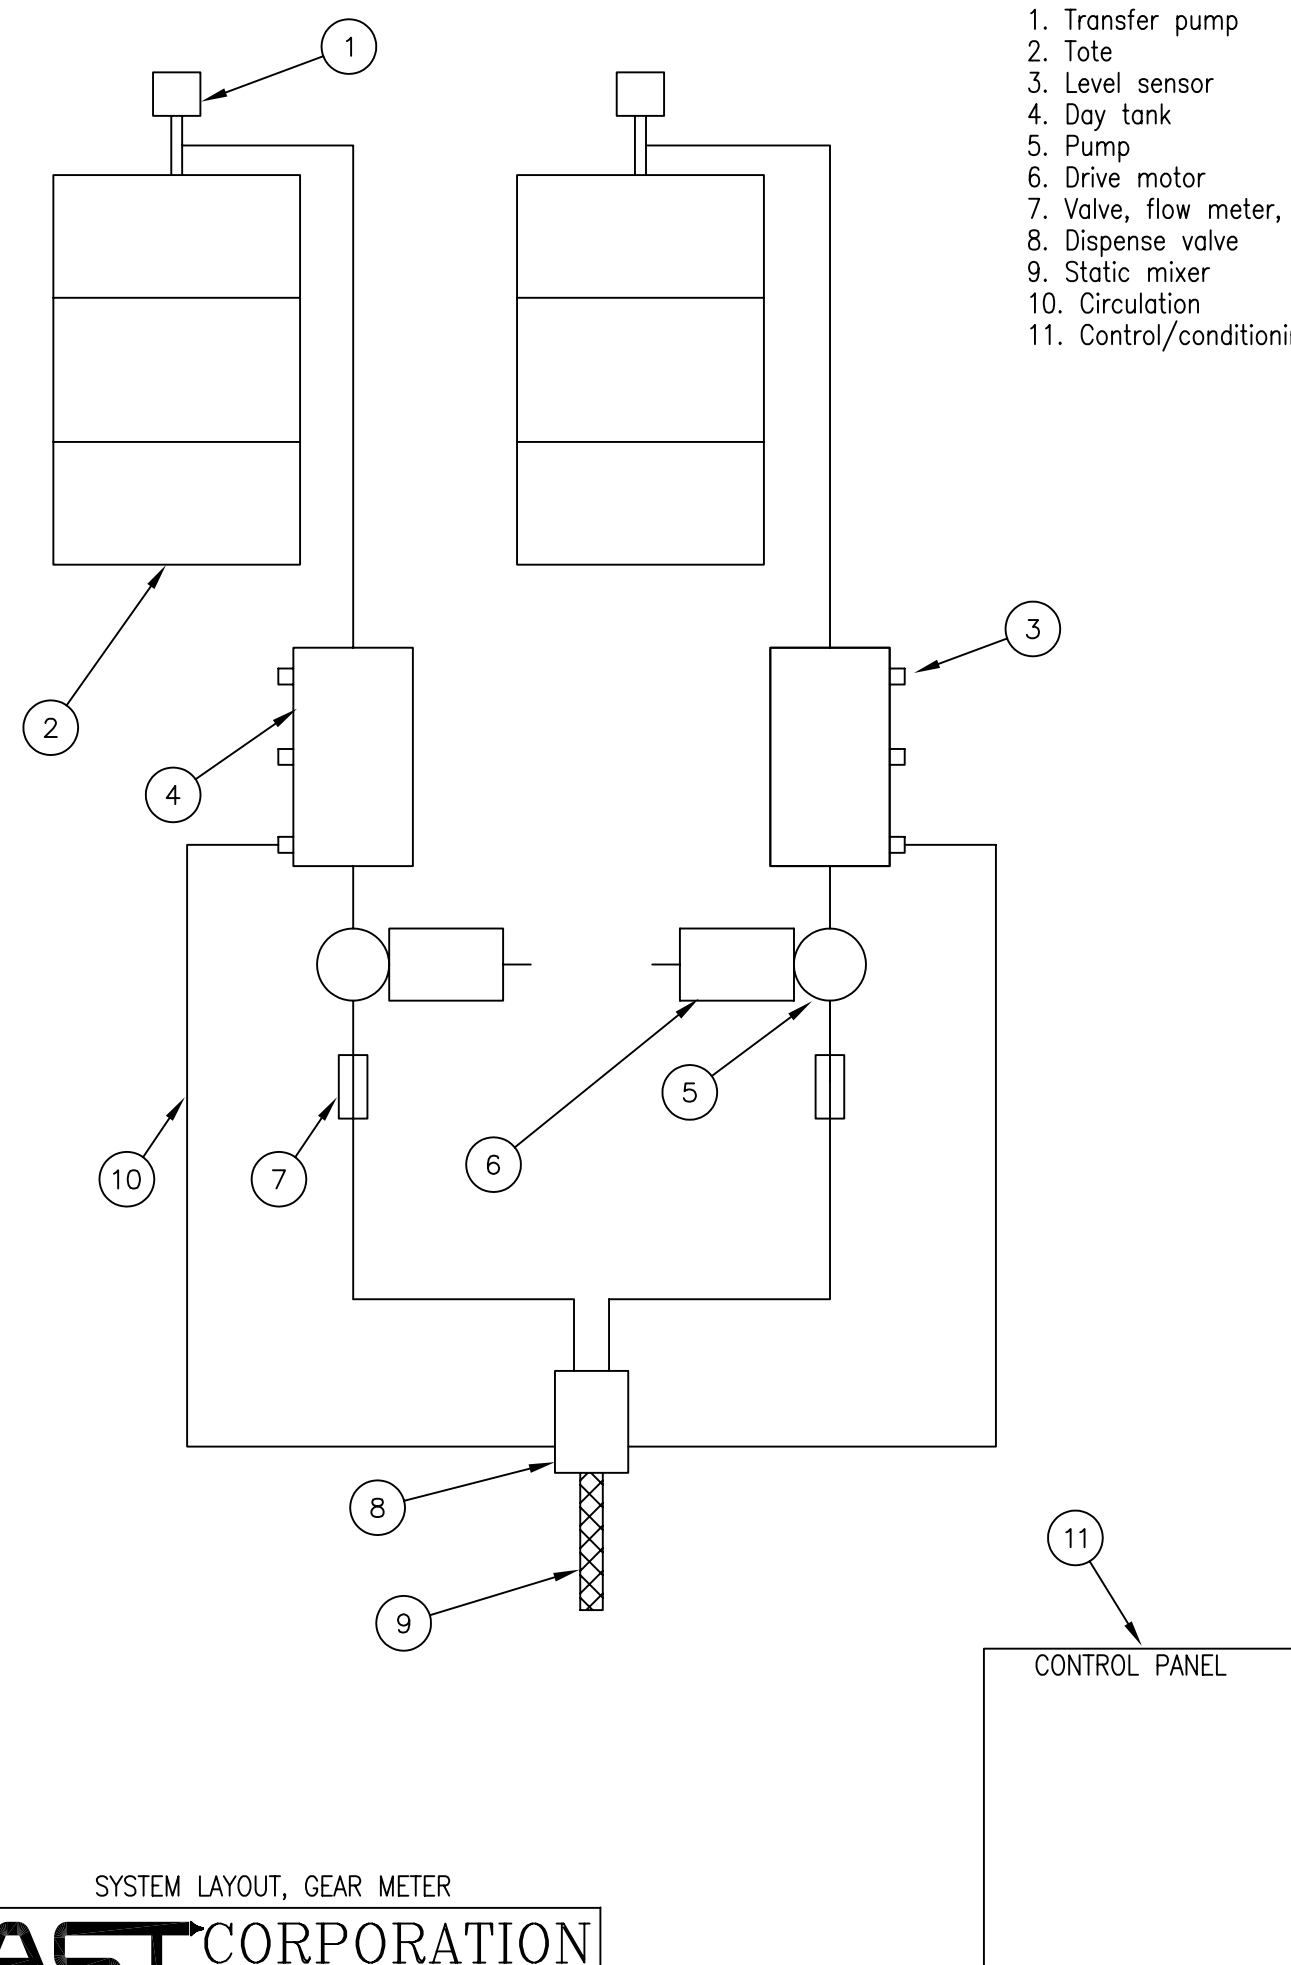 1. Transfer pump
2. Tote
3. Level sensor
4. Day tank
5. Pump
6. Drive motor
7. Valve, flow meter,
8. Dispense valve
9. Static mixer
10. Circulation
11. Control/conditioni
1
2
3
4
5
6
7
10
8
9
11
CONTROL PANEL
SYSTEM LAYOUT, GEAR METER
AST CORPORATION